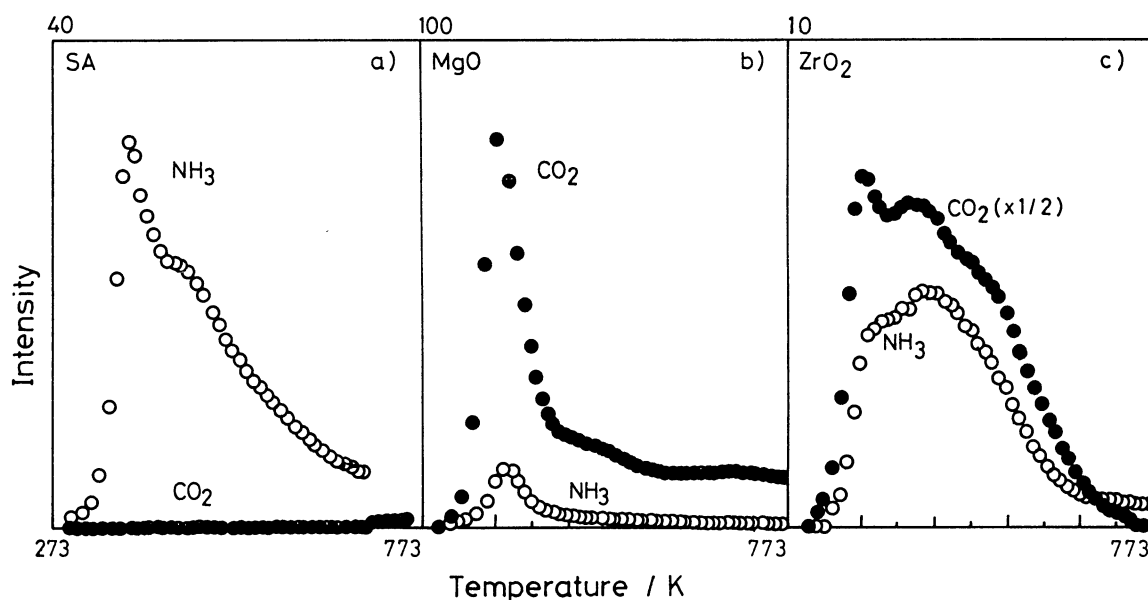 40
100
10
SA
a)
MgO
b)
ZrO₂
c)
NH₃
CO₂
CO₂ (x1/2)
NH₃
CO₂
NH₃
Intensity
273
773
773
773
Temperature / K